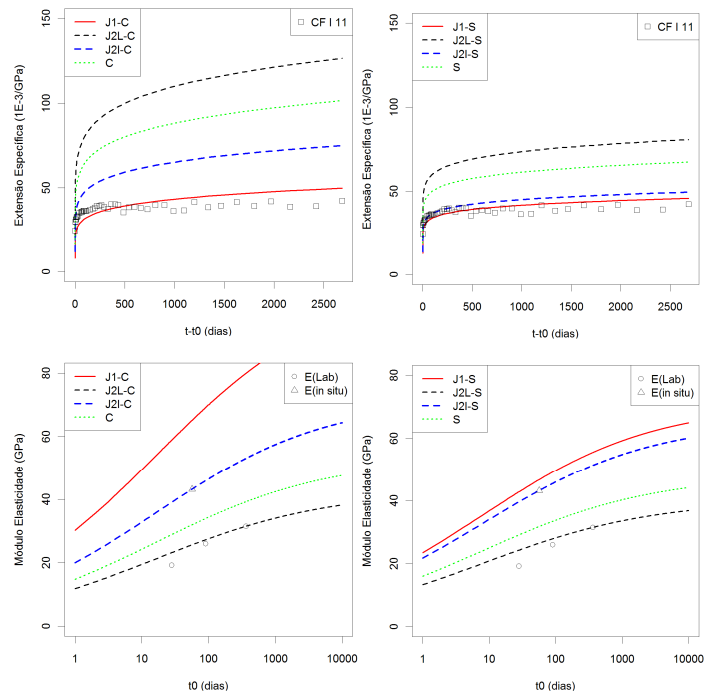 J1-C
J2L-C
J2I-C
C
CF I 11
Extensão Específica (1E-3/GPa)
0
50
100
150
0
500
1000
1500
2000
2500
t-t0 (dias)
J1-S
J2L-S
J2I-S
S
CF I 11
Extensão Específica (1E-3/GPa)
0
50
100
150
0
500
1000
1500
2000
2500
t-t0 (dias)
J1-C
J2L-C
J2I-C
C
E(Lab)
E(in situ)
Módulo Elasticidade (GPa)
0
20
40
60
80
1
10
100
1000
10000
t0 (dias)
J1-S
J2L-S
J2I-S
S
E(Lab)
E(in situ)
Módulo Elasticidade (GPa)
0
20
40
60
80
1
10
100
1000
10000
t0 (dias)